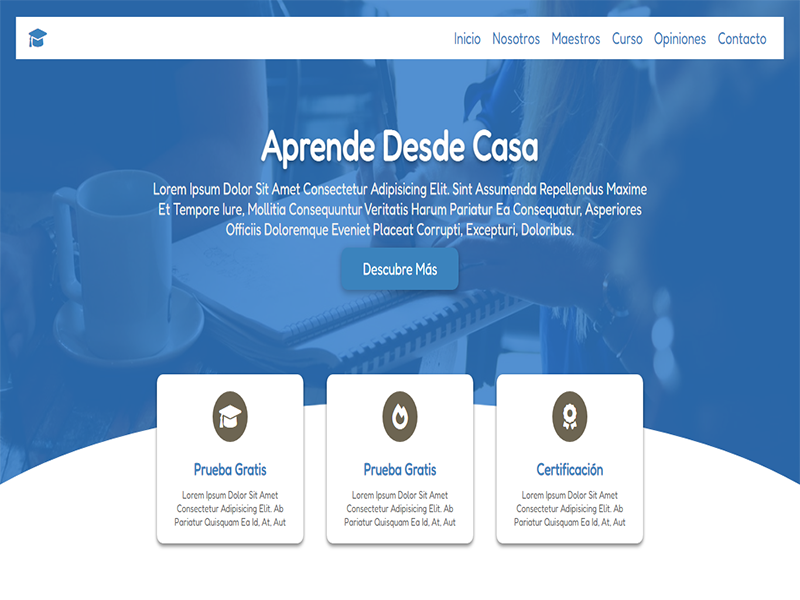 Inicio Nosotros Maestros Curso Opiniones Contacto
Aprende Desde Casa
Lorem Ipsum Dolor Sit Amet Consectetur Adipisicing Elit. Sint Assumenda Repellendus Maxime
Et Tempore Iure, Mollitia Consequuntur Veritatis Harum Pariatur Ea Consequatur, Asperiores
Officiis Doloremque Eveniet Placeat Corrupti, Excepturi, Doloribus.
Descubre Más
Prueba Gratis
Lorem Ipsum Dolor Sit Amet
Consectetur Adipisicing Elit. Ab
Pariatur Quisquam Ea Id, At, Aut
Prueba Gratis
Lorem Ipsum Dolor Sit Amet
Consectetur Adipisicing Elit. Ab
Pariatur Quisquam Ea Id, At, Aut
Certificación
Lorem Ipsum Dolor Sit Amet
Consectetur Adipisicing Elit. Ab
Pariatur Quisquam Ea Id, At, Aut